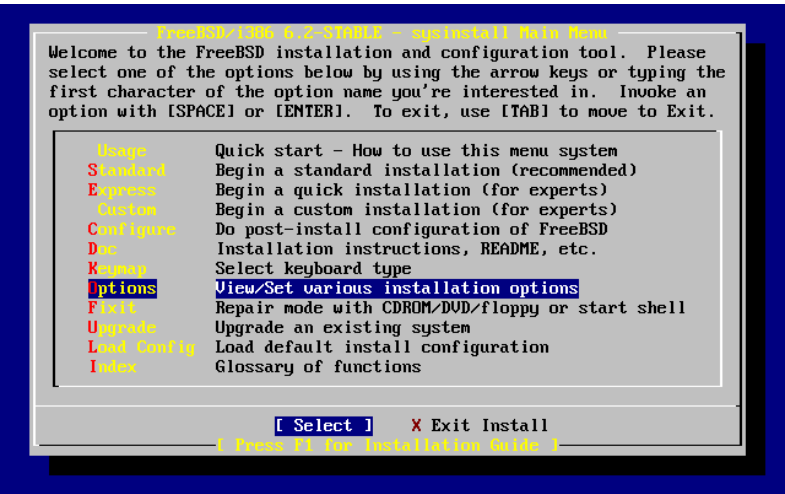 FreeBSD/i386 6.2-STABLE - sysinstall Main Menu
Welcome to the FreeBSD installation and configuration tool.  Please
select one of the options below by using the arrow keys or typing the
first character of the option name you're interested in.  Invoke an
option with [SPACE] or [ENTER].  To exit, use [TAB] to move to Exit.
Usage Quick start - How to use this menu system
Standard Begin a standard installation (recommended)
Express Begin a quick installation (for experts)
Custom Begin a custom installation (for experts)
Configure Do post-install configuration of FreeBSD
Doc Installation instructions, README, etc.
Keymap Select keyboard type
Options View/Set various installation options
Fixit Repair mode with CDROM/DVD/floppy or start shell
Upgrade Upgrade an existing system
Load Config Load default install configuration
Index Glossary of functions
[ Select ] X Exit Install
[ Press F1 for Installation Guide ]